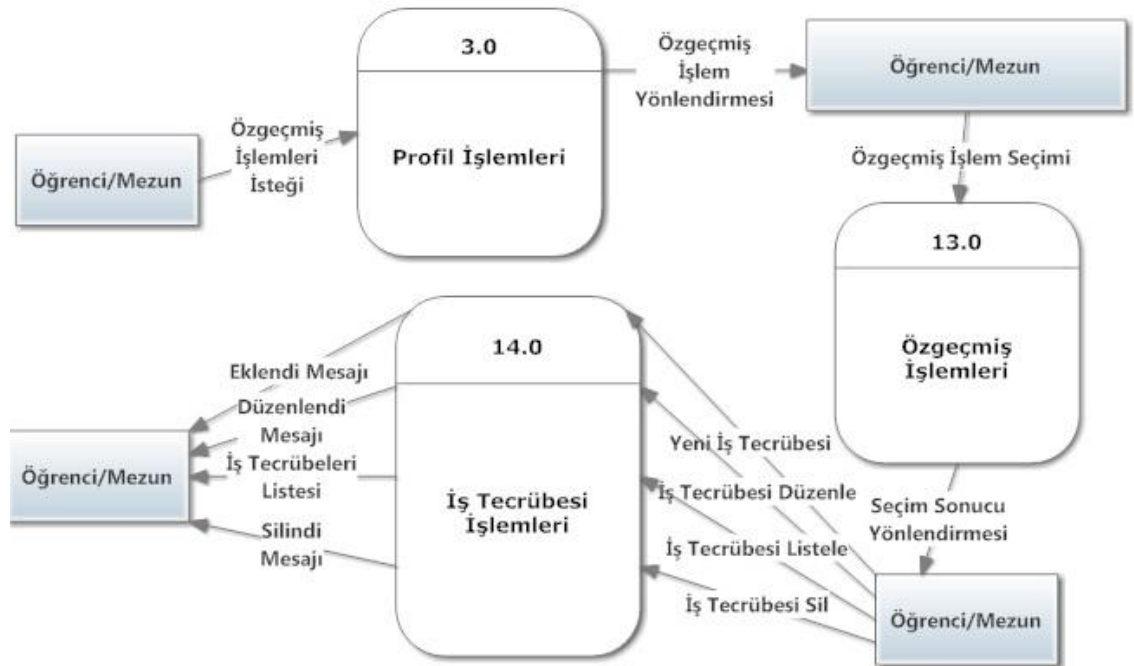 3.0
Profil İşlemleri
Özgeçmiş
İşlem
Yönlendirmesi
Öğrenci/Mezun
Öğrenci/Mezun
Özgeçmiş
İşlemleri
İsteği
Özgeçmiş İşlem Seçimi
13.0
Özgeçmiş
İşlemleri
14.0
İş Tecrübesi
İşlemleri
Eklendi Mesajı
Düzenlendi
Mesajı
İş Tecrübeleri
Listesi
Silindi
Mesajı
Öğrenci/Mezun
Yeni İş Tecrübesi
İş Tecrübesi Düzenle
İş Tecrübesi Listele
İş Tecrübesi Sil
Seçim Sonucu
Yönlendirmesi
Öğrenci/Mezun